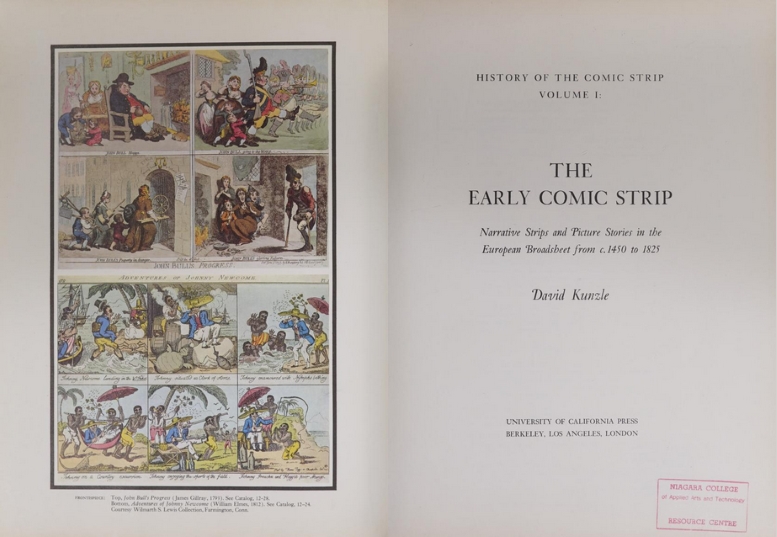 JOHN BULL'S PROGRESS.
ADVENTURES OF JOHNNY NEWCOME.
FRONTISPIECE: Top, John Bull's Progress (James Gillray, 1793). See Catalog, 12-28.
Bottom, Adventures of Johnny Newcome (William Elmes, 1812). See Catalog, 12-24.
Courtesy Wilmarth S. Lewis Collection, Farmington, Conn.
HISTORY OF THE COMIC STRIP
VOLUME I:
THE
EARLY COMIC STRIP
Narrative Strips and Picture Stories in the
European Broadsheet from c. 1450 to 1825
David Kunzle
UNIVERSITY OF CALIFORNIA PRESS
BERKELEY, LOS ANGELES, LONDON
NIAGARA COLLEGE
of Applied Arts and Technology
RESOURCE CENTRE